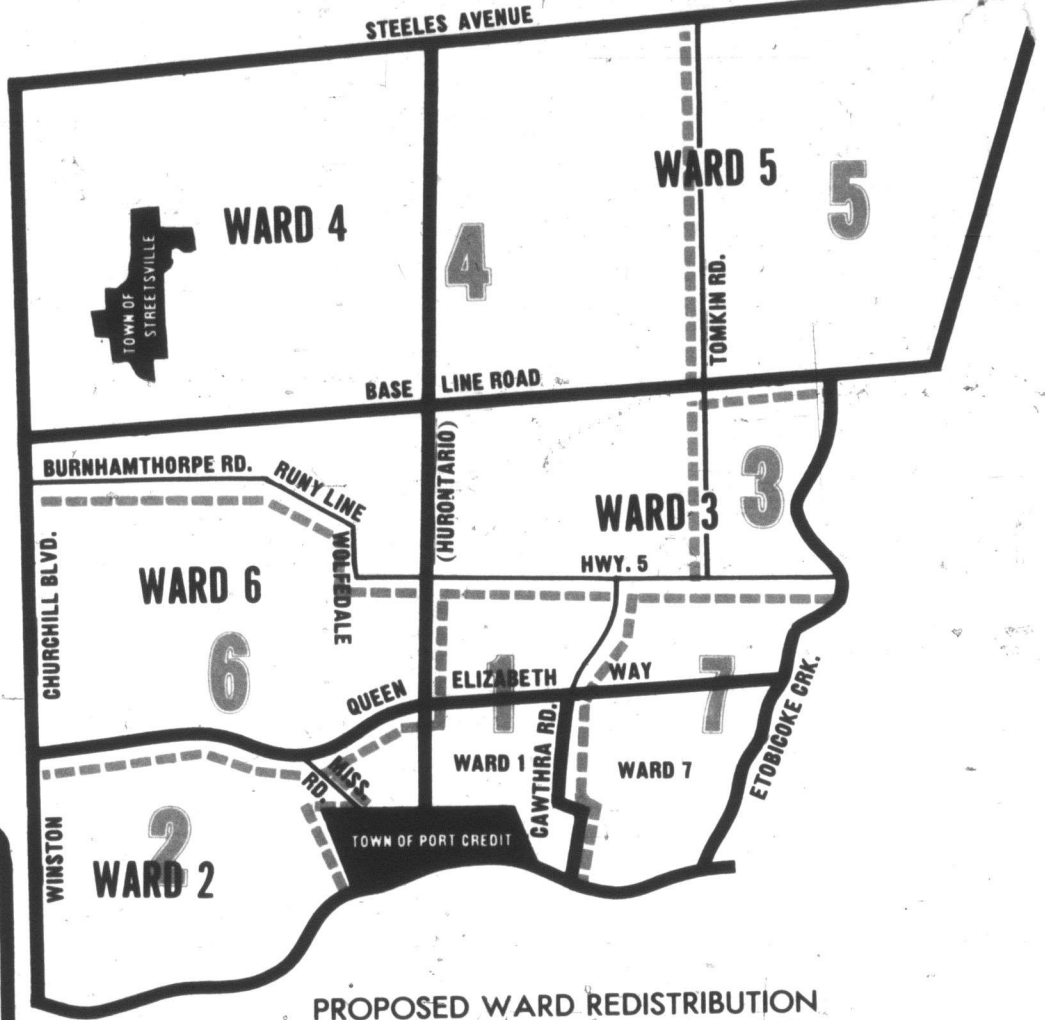 STEELES AVENUE
WARD 4
4
WARD 5
5
TOWN OF
STREETSVILLE
TOMKIN RD.
BASE LINE ROAD
BURNHAMTHORPE RD.
RUNY LINE
(HURONTARIO)
WARD 3
3
HWY. 5
CHURCHILL BLVD.
WARD 6
6
WOLFEDALE
QUEEN ELIZABETH WAY
1
7
WARD 1
CAWTHRA RD.
WARD 7
ETOBICOKE CRK.
MISS.
RD.
TOWN OF PORT CREDIT
WINSTON
2
WARD 2
PROPOSED WARD REDISTRIBUTION